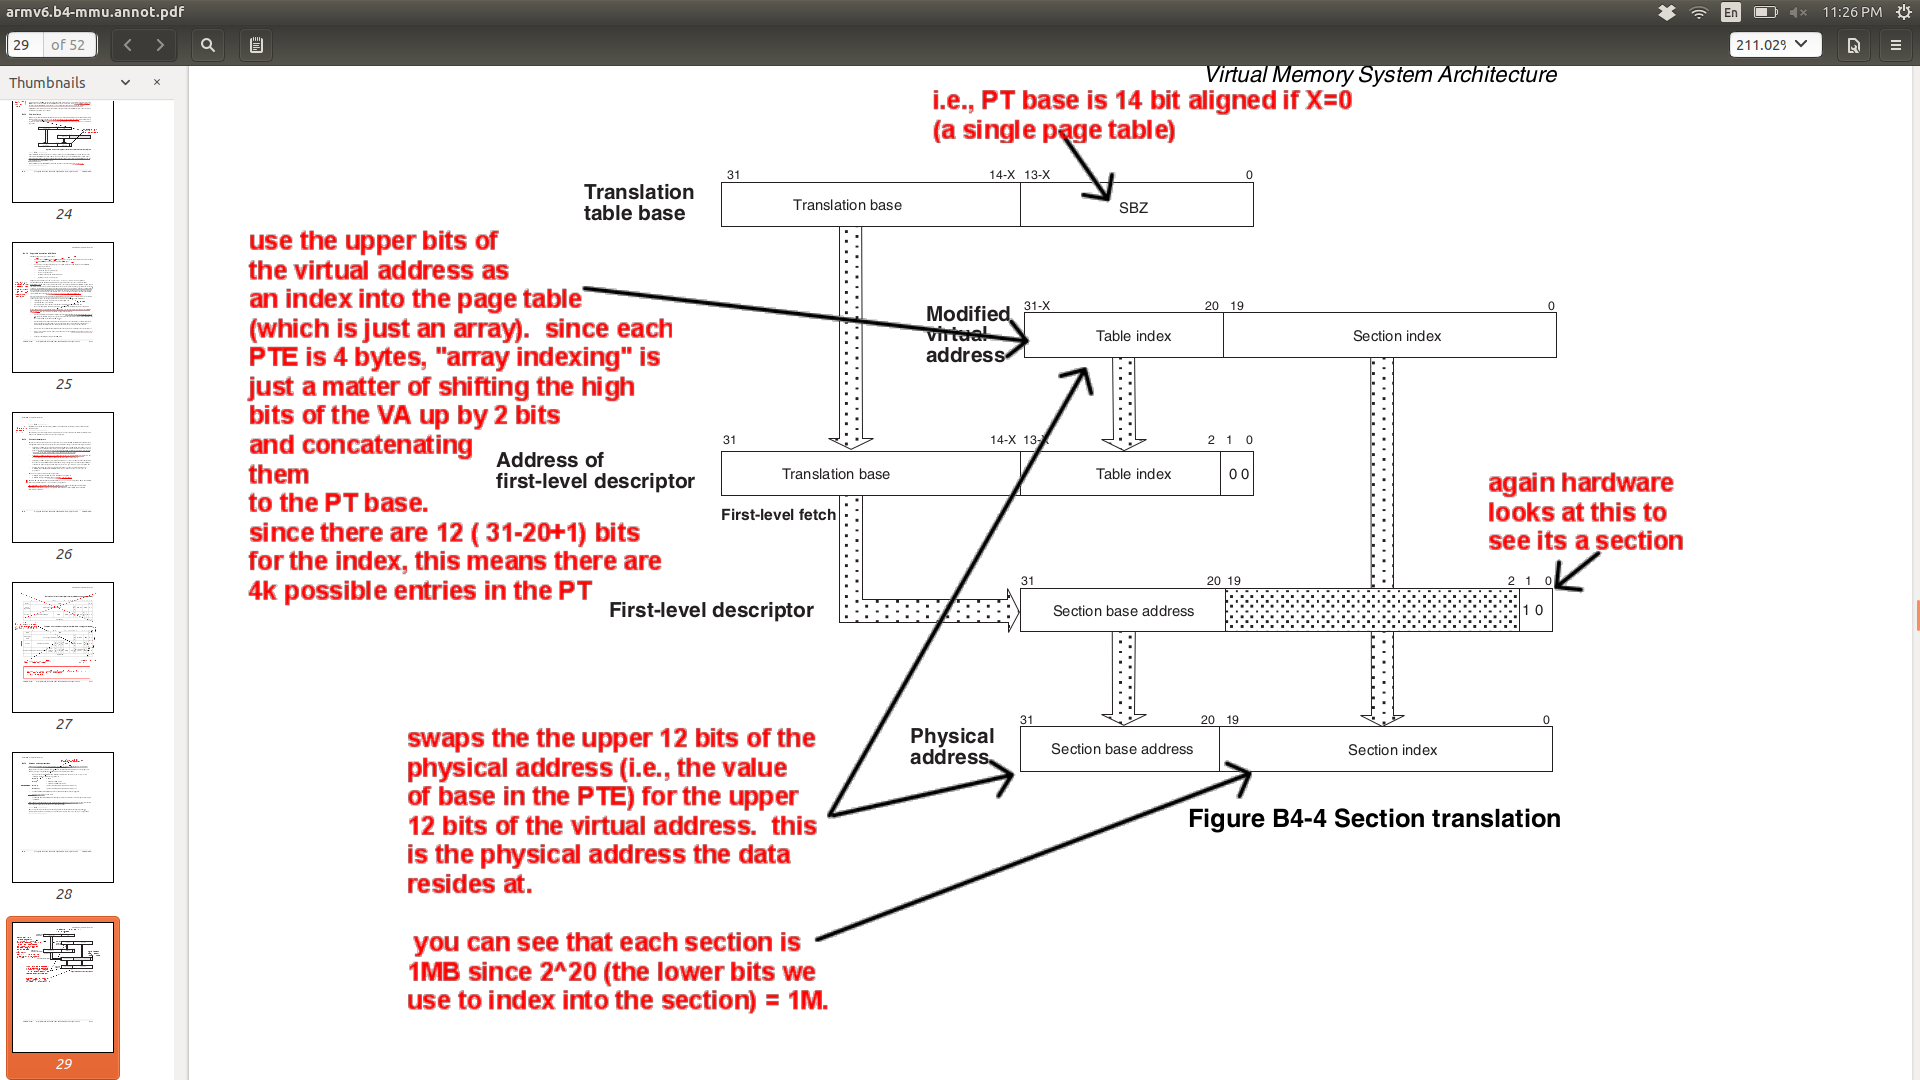 armv6.b4-mmu.annot.pdf
En
11:26 PM
29
of 52
211.02%
Thumbnails
24
25
26
27
28
29
Virtual Memory System Architecture
i.e., PT base is 14 bit aligned if X=0
(a single page table)
31 14-X 13-X 0
Translation
table base
Translation base SBZ
use the upper bits of
the virtual address as
an index into the page table
(which is just an array). since each
PTE is 4 bytes, "array indexing" is
just a matter of shifting the high
bits of the VA up by 2 bits
and concatenating
them
to the PT base.
since there are 12 ( 31-20+1) bits
for the index, this means there are
4k possible entries in the PT
31-X 20 19 0
Modified
virtual
address
Table index Section index
31 14-X 13-X 2 1 0
Address of
first-level descriptor
Translation base Table index 0 0
First-level fetch
again hardware
looks at this to
see its a section
31 20 19 2 1 0
First-level descriptor
Section base address 1 0
swaps the the upper 12 bits of the
physical address (i.e., the value
of base in the PTE) for the upper
12 bits of the virtual address. this
is the physical address the data
resides at.
31 20 19 0
Physical
address
Section base address Section index
Figure B4-4 Section translation
you can see that each section is
1MB since 2^20 (the lower bits we
use to index into the section) = 1M.